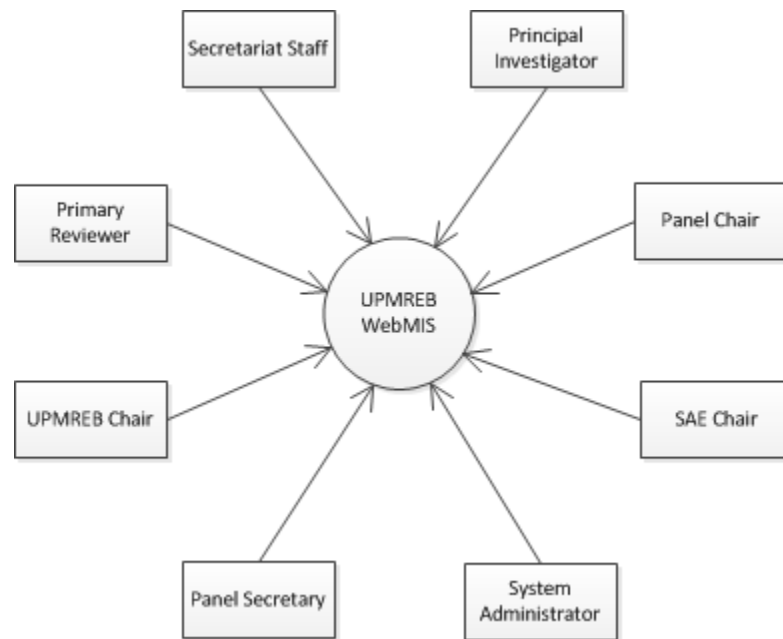 Secretariat Staff
Principal
Investigator
Primary
Reviewer
Panel Chair
UPMREB
WebMIS
UPMREB Chair
SAE Chair
Panel Secretary
System
Administrator